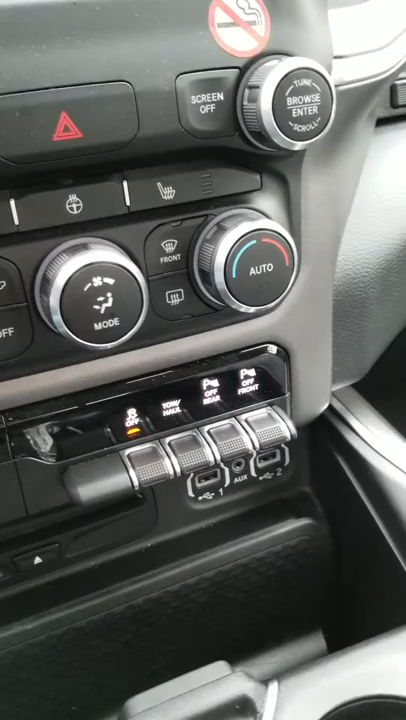 SCREEN
OFF
TUNE
BROWSE
ENTER
SCROLL
FRONT
AUTO
MODE
OFF
OFF
TOW/
HAUL
P
OFF
REAR
P
OFF
FRONT
1
AUX
2